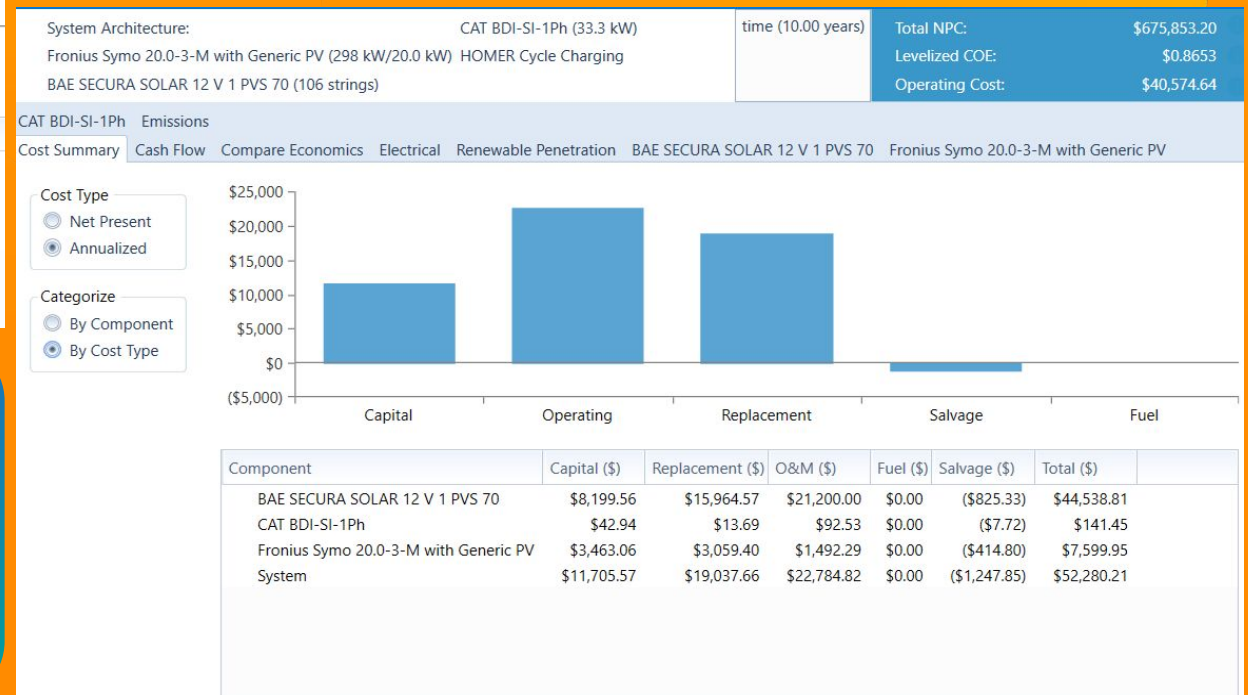 System Architecture: CAT BDI-SI-1Ph (33.3 kW) time (10.00 years) Total NPC: $675,853.20
Fronius Symo 20.0-3-M with Generic PV (298 kW/20.0 kW) HOMER Cycle Charging Levelized COE: $0.8653
BAE SECURA SOLAR 12 V 1 PVS 70 (106 strings) Operating Cost: $40,574.64
CAT BDI-SI-1Ph Emissions
Cost Summary Cash Flow Compare Economics Electrical Renewable Penetration BAE SECURA SOLAR 12 V 1 PVS 70 Fronius Symo 20.0-3-M with Generic PV
Cost Type
Net Present
Annualized
Categorize
By Component
By Cost Type
$25,000
$20,000
$15,000
$10,000
$5,000
$0
($5,000)
Capital Operating Replacement Salvage Fuel
Component Capital ($) Replacement ($) O&M ($) Fuel ($) Salvage ($) Total ($)
BAE SECURA SOLAR 12 V 1 PVS 70 $8,199.56 $15,964.57 $21,200.00 $0.00 ($825.33) $44,538.81
CAT BDI-SI-1Ph $42.94 $13.69 $92.53 $0.00 ($7.72) $141.45
Fronius Symo 20.0-3-M with Generic PV $3,463.06 $3,059.40 $1,492.29 $0.00 ($414.80) $7,599.95
System $11,705.57 $19,037.66 $22,784.82 $0.00 ($1,247.85) $52,280.21